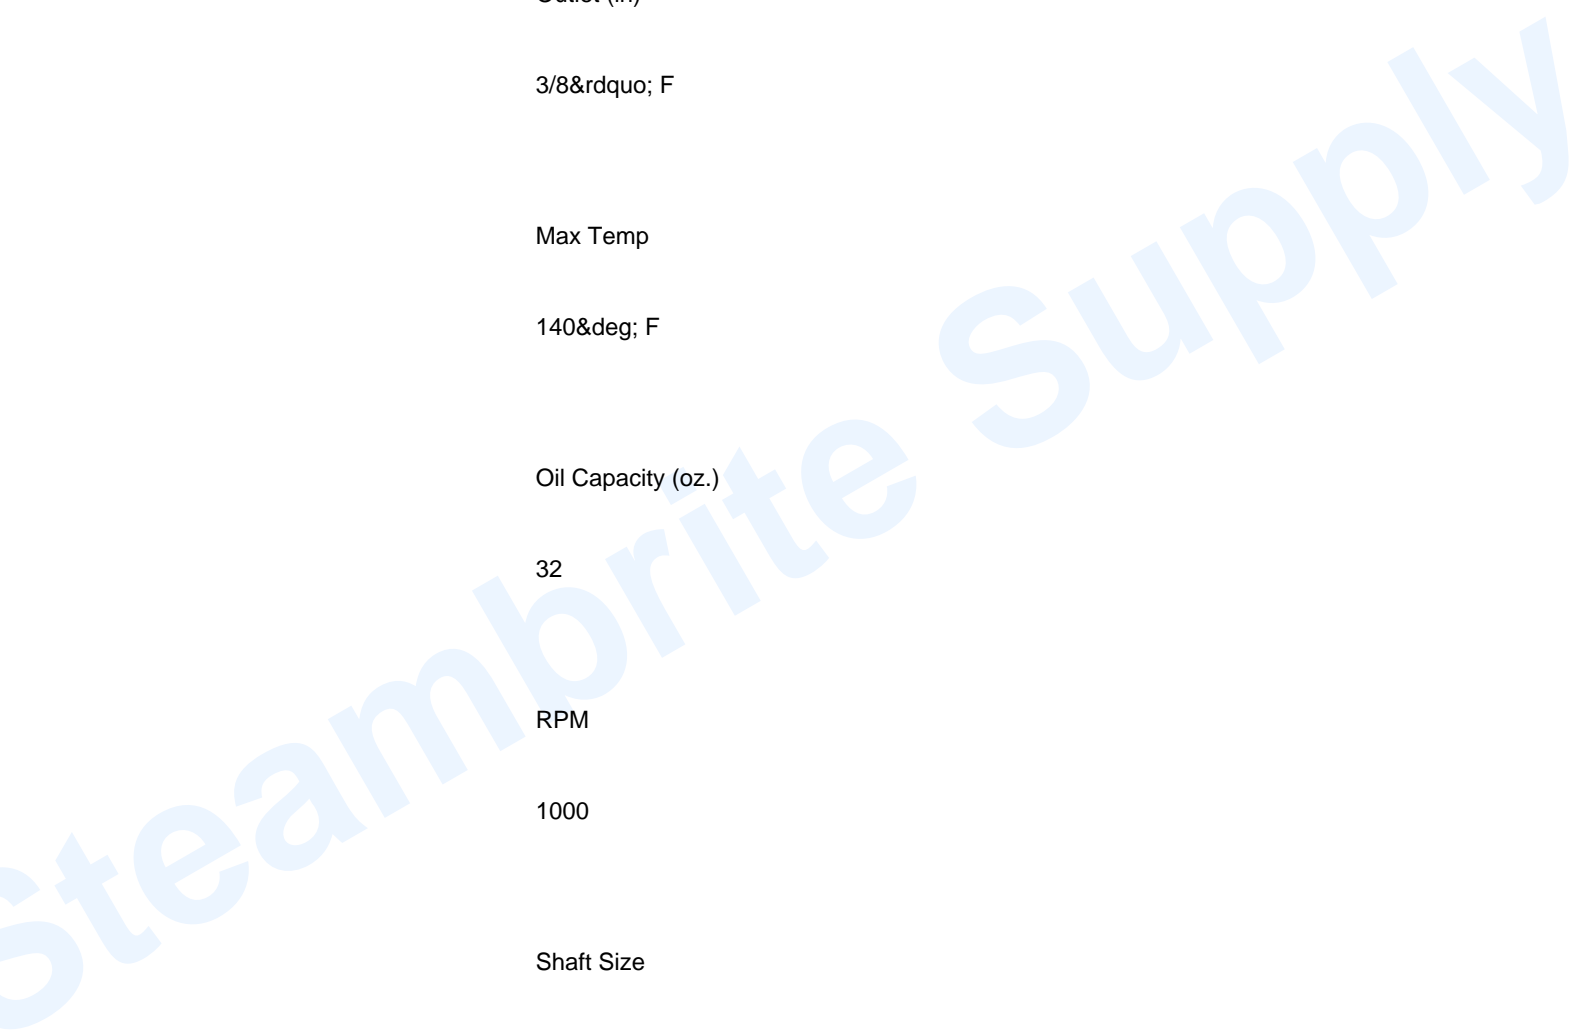 Outlet (in)
3/8&rdquo; F
Max Temp
140&deg; F
Oil Capacity (oz.)
32
RPM
1000
Shaft Size
Steambrite Supply